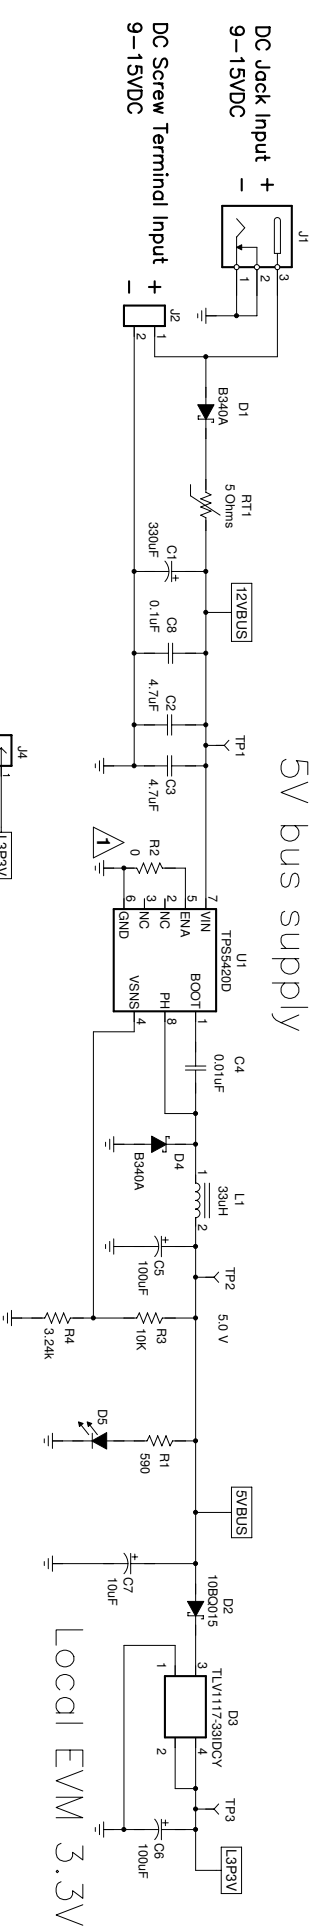 5V bus supply
Local EVM 3.3V
DC Jack Input +
9-15VDC -
J1
3
2
1
DC Screw Terminal Input +
9-15VDC -
J2
1
2
D1
B340A
RT1
5 Ohms
C1
330uF
12VBUS
C8
0.1uF
C2
4.7uF
TP1
C3
4.7uF
R2
0
1
U1
TPS5420D
7 VIN
5 ENA
2 NC
3 NC
6 GND
BOOT 1
PH 8
VSNS 4
C4
0.01uF
D4
B340A
L1
33uH
1
2
C5
100uF
TP2
5.0 V
R3
10K
R4
3.24k
R1
590
D5
5VBUS
C7
10uF
D2
10BQ015
D3
TLV1117-33IDCY
3
1
4
2
TP3
C6
100uF
L3P3V
J4
1
L3P3V